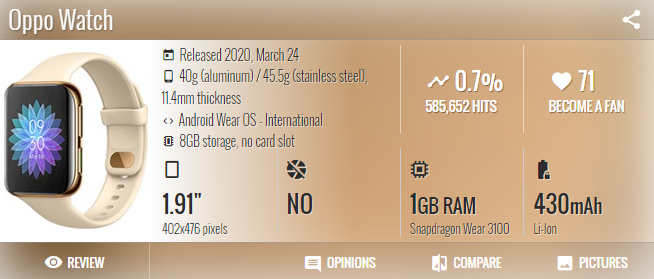 Oppo Watch
Released 2020, March 24
40g (aluminum) / 45.5g (stainless steel),
11.4mm thickness
Android Wear OS - International
8GB storage, no card slot
0.7%
585,652 HITS
71
BECOME A FAN
09
30
1.91"
402x476 pixels
NO
1GB RAM
Snapdragon Wear 3100
430mAh
Li-Ion
REVIEW
OPINIONS
COMPARE
PICTURES